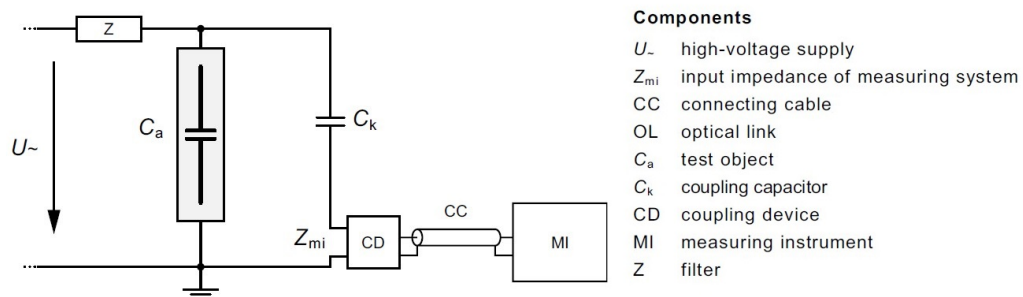 Z
Ca
Ck
U~
Zmi
CD
CC
MI
Components
U~ high-voltage supply
Zmi input impedance of measuring system
CC connecting cable
OL optical link
Ca test object
Ck coupling capacitor
CD coupling device
MI measuring instrument
Z filter